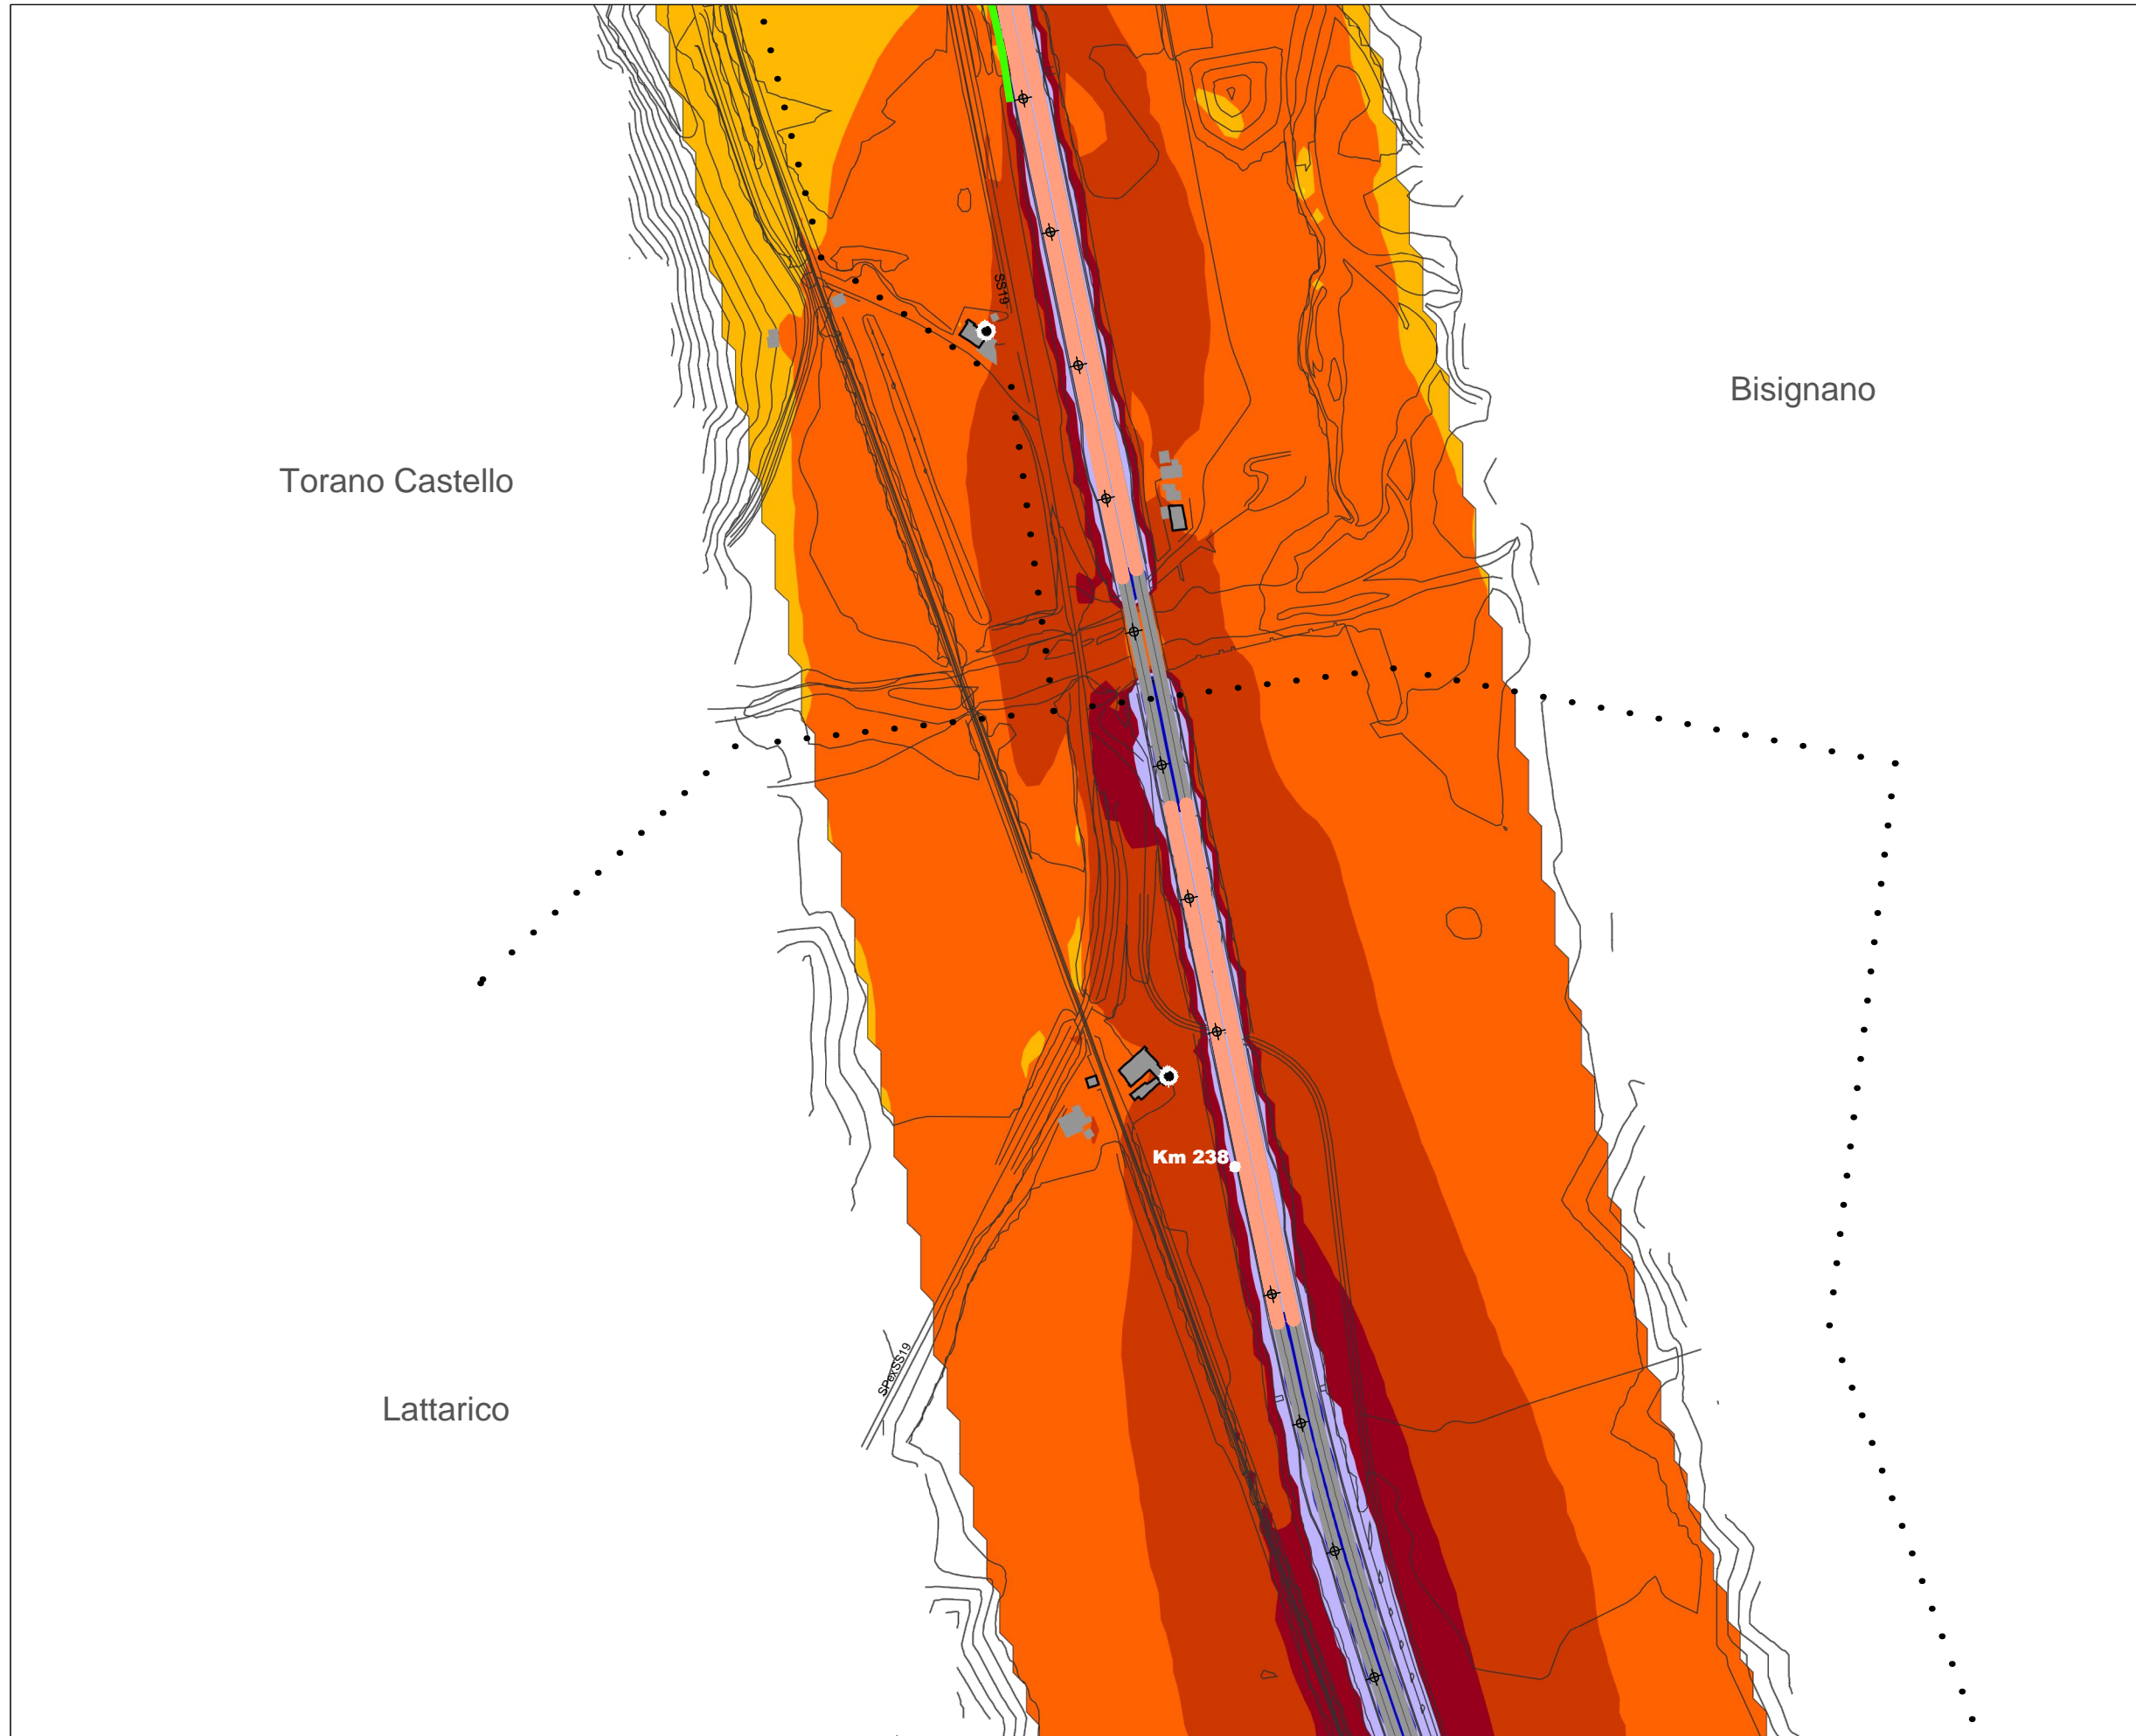 SS19
Bisignano
Torano Castello
Km 238
SPexSS19
Lattarico